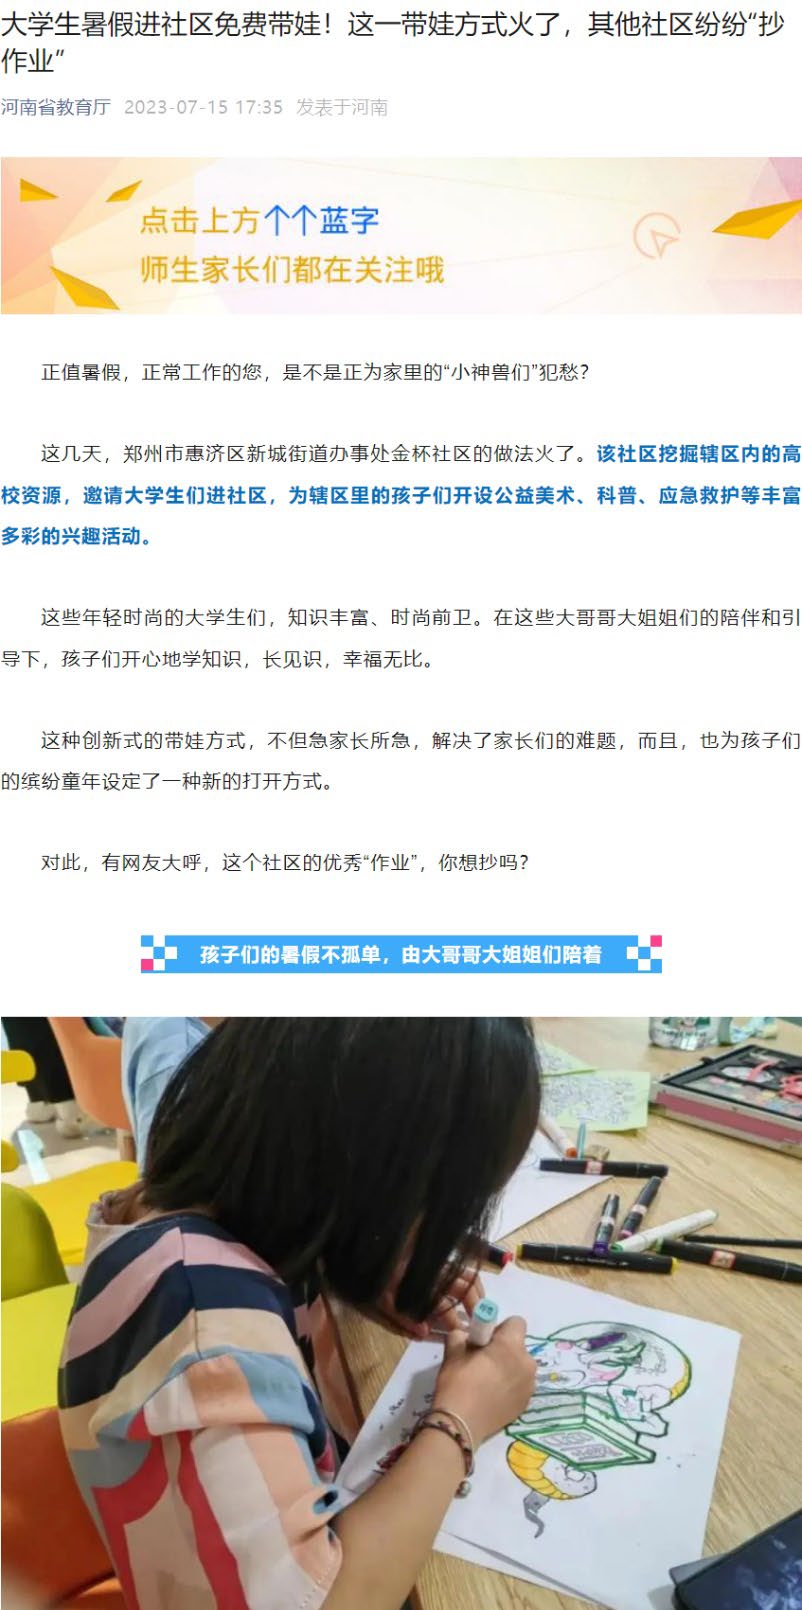 大学生暑假进社区免费带娃！这一带娃方式火了，其他社区纷纷“抄
作业”
河南省教育厅 2023-07-15 17:35 发表于河南
点击上方个个蓝字
师生家长们都在关注哦
正值暑假，正常工作的您，是不是正为家里的“小神兽们”犯愁？
这几天，郑州市惠济区新城街道办事处金杯社区的做法火了。该社区挖掘辖区内的高
校资源，邀请大学生们进社区，为辖区里的孩子们开设公益美术、科普、应急救护等丰富
多彩的兴趣活动。
这些年轻时尚的大学生们，知识丰富、时尚前卫。在这些大哥哥大姐姐们的陪伴和引
导下，孩子们开心地学知识，长见识，幸福无比。
这种创新式的带娃方式，不但急家长所急，解决了家长们的难题，而且，也为孩子们
的缤纷童年设定了一种新的打开方式。
对此，有网友大呼，这个社区的优秀“作业”，你想抄吗？
孩子们的暑假不孤单，由大哥哥大姐姐们陪着